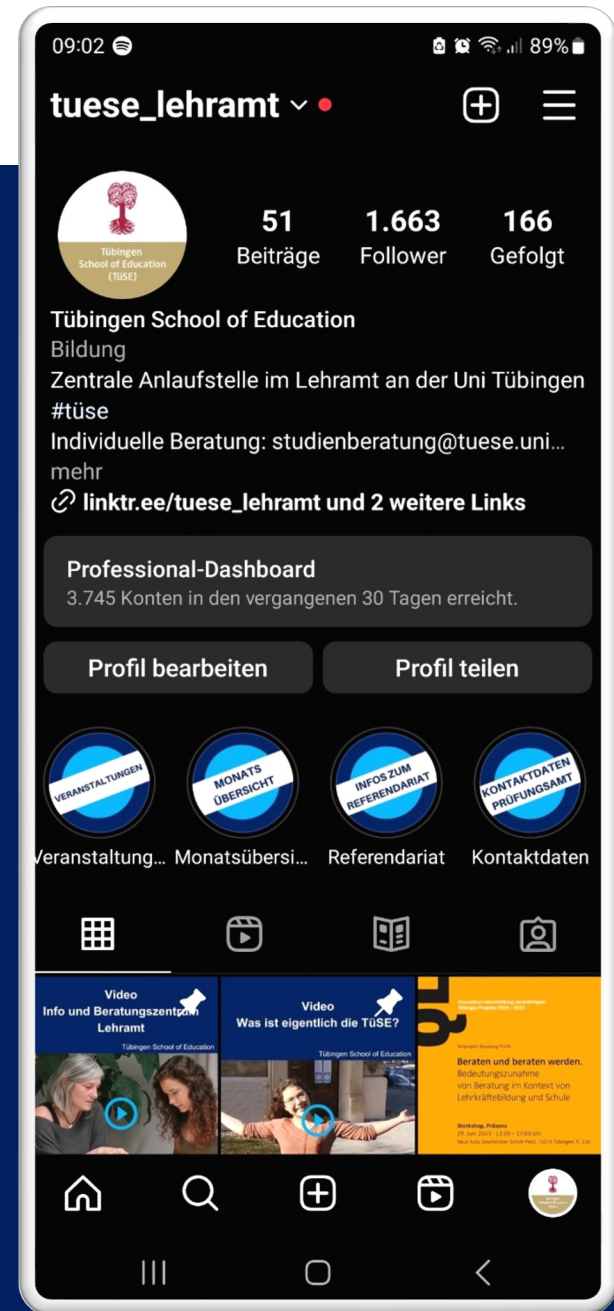 09:02
89%
tuese_lehramt
Tübingen
School of Education
(TüSE)
51
Beiträge
1.663
Follower
166
Gefolgt
Tübingen School of Education
Bildung
Zentrale Anlaufstelle im Lehramt an der Uni Tübingen
#tüse
Individuelle Beratung: studienberatung@tuese.uni...
mehr
linktr.ee/tuese_lehramt und 2 weitere Links
Professional-Dashboard
3.745 Konten in den vergangenen 30 Tagen erreicht.
Profil bearbeiten
Profil teilen
VERANSTALTUNGEN
MONATS
ÜBERSICHT
INFOS ZUM
REFERENDARIAT
KONTAKTDATEN
PRÜFUNGSAMT
Veranstaltung...
Monatsübersi...
Referendariat
Kontaktdaten
Video
Info und Beratungszentrum
Lehramt
Tübingen School of Education
Video
Was ist eigentlich die TüSE?
Tübingen School of Education
Beraten und beraten werden.
Bedeutungszunahme
von Beratung im Kontext von
Lehrkräftebildung und Schule
Workshop, Präsenz